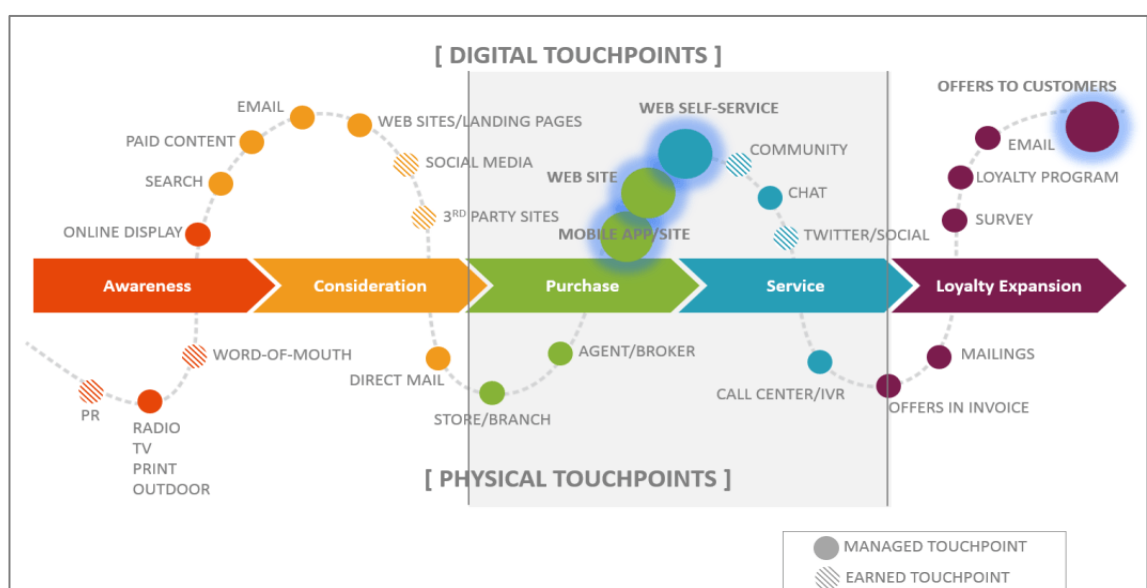 [ DIGITAL TOUCHPOINTS ]
OFFERS TO CUSTOMERS
EMAIL
WEB SELF-SERVICE
PAID CONTENT
WEB SITES/LANDING PAGES
EMAIL
SOCIAL MEDIA
COMMUNITY
SEARCH
WEB SITE
LOYALTY PROGRAM
CHAT
3RD PARTY SITES
SURVEY
ONLINE DISPLAY
MOBILE APP/SITE
TWITTER/SOCIAL
Awareness
Consideration
Purchase
Service
Loyalty Expansion
WORD-OF-MOUTH
AGENT/BROKER
MAILINGS
DIRECT MAIL
CALL CENTER/IVR
PR
STORE/BRANCH
OFFERS IN INVOICE
RADIO
TV
PRINT
OUTDOOR
[ PHYSICAL TOUCHPOINTS ]
MANAGED TOUCHPOINT
EARNED TOUCHPOINT